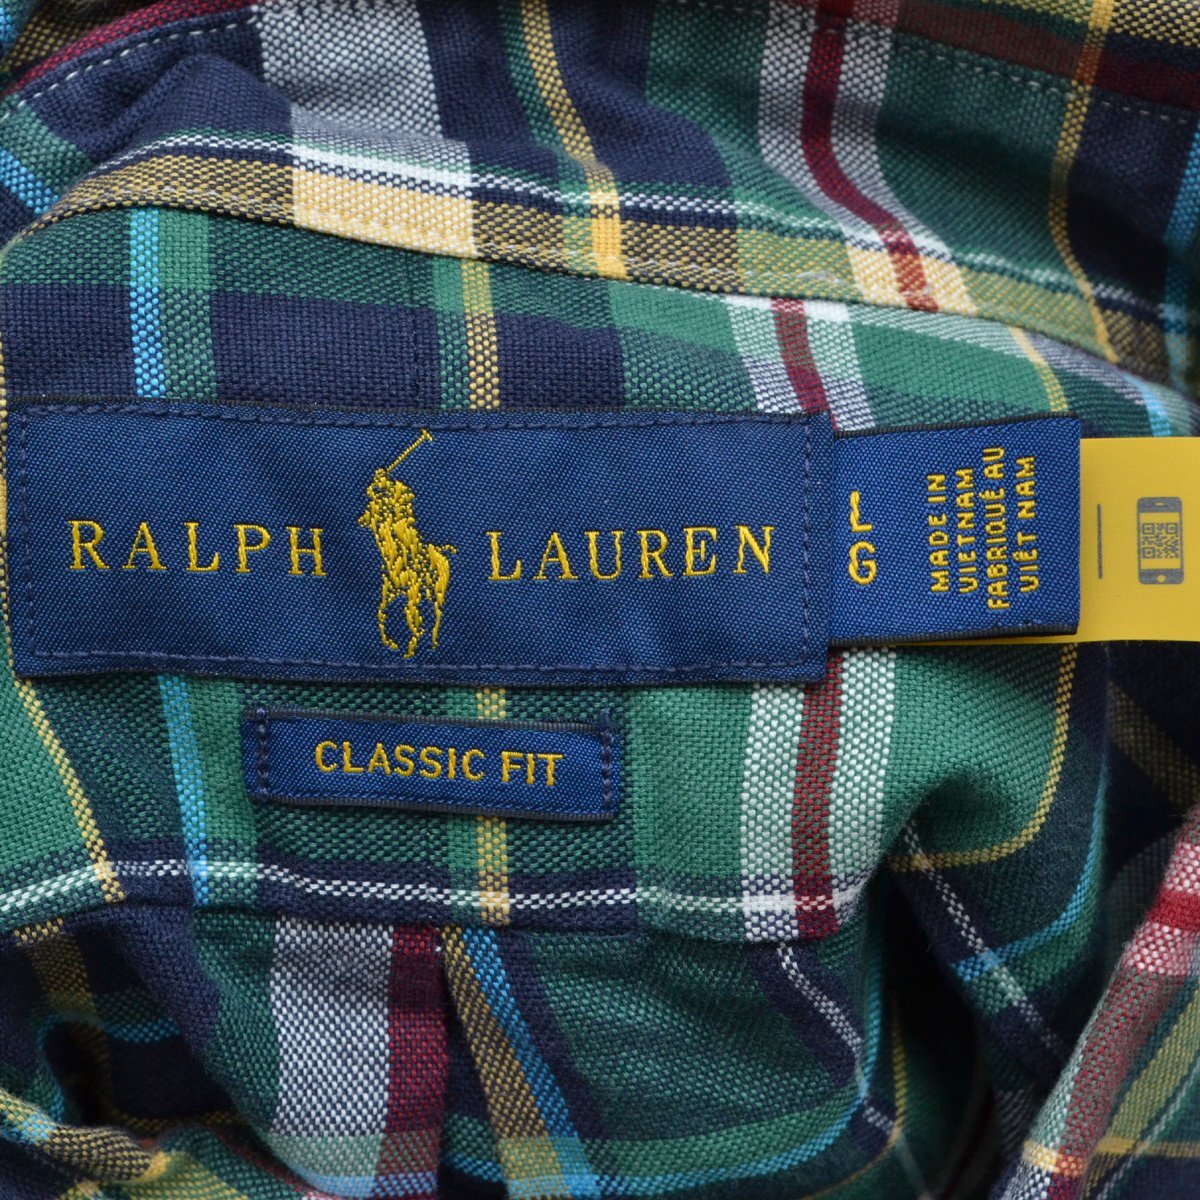 RALPH LAUREN
L
G
MADE IN
VIETNAM
FABRIQUÉ AU
VIÊT NAM
CLASSIC FIT